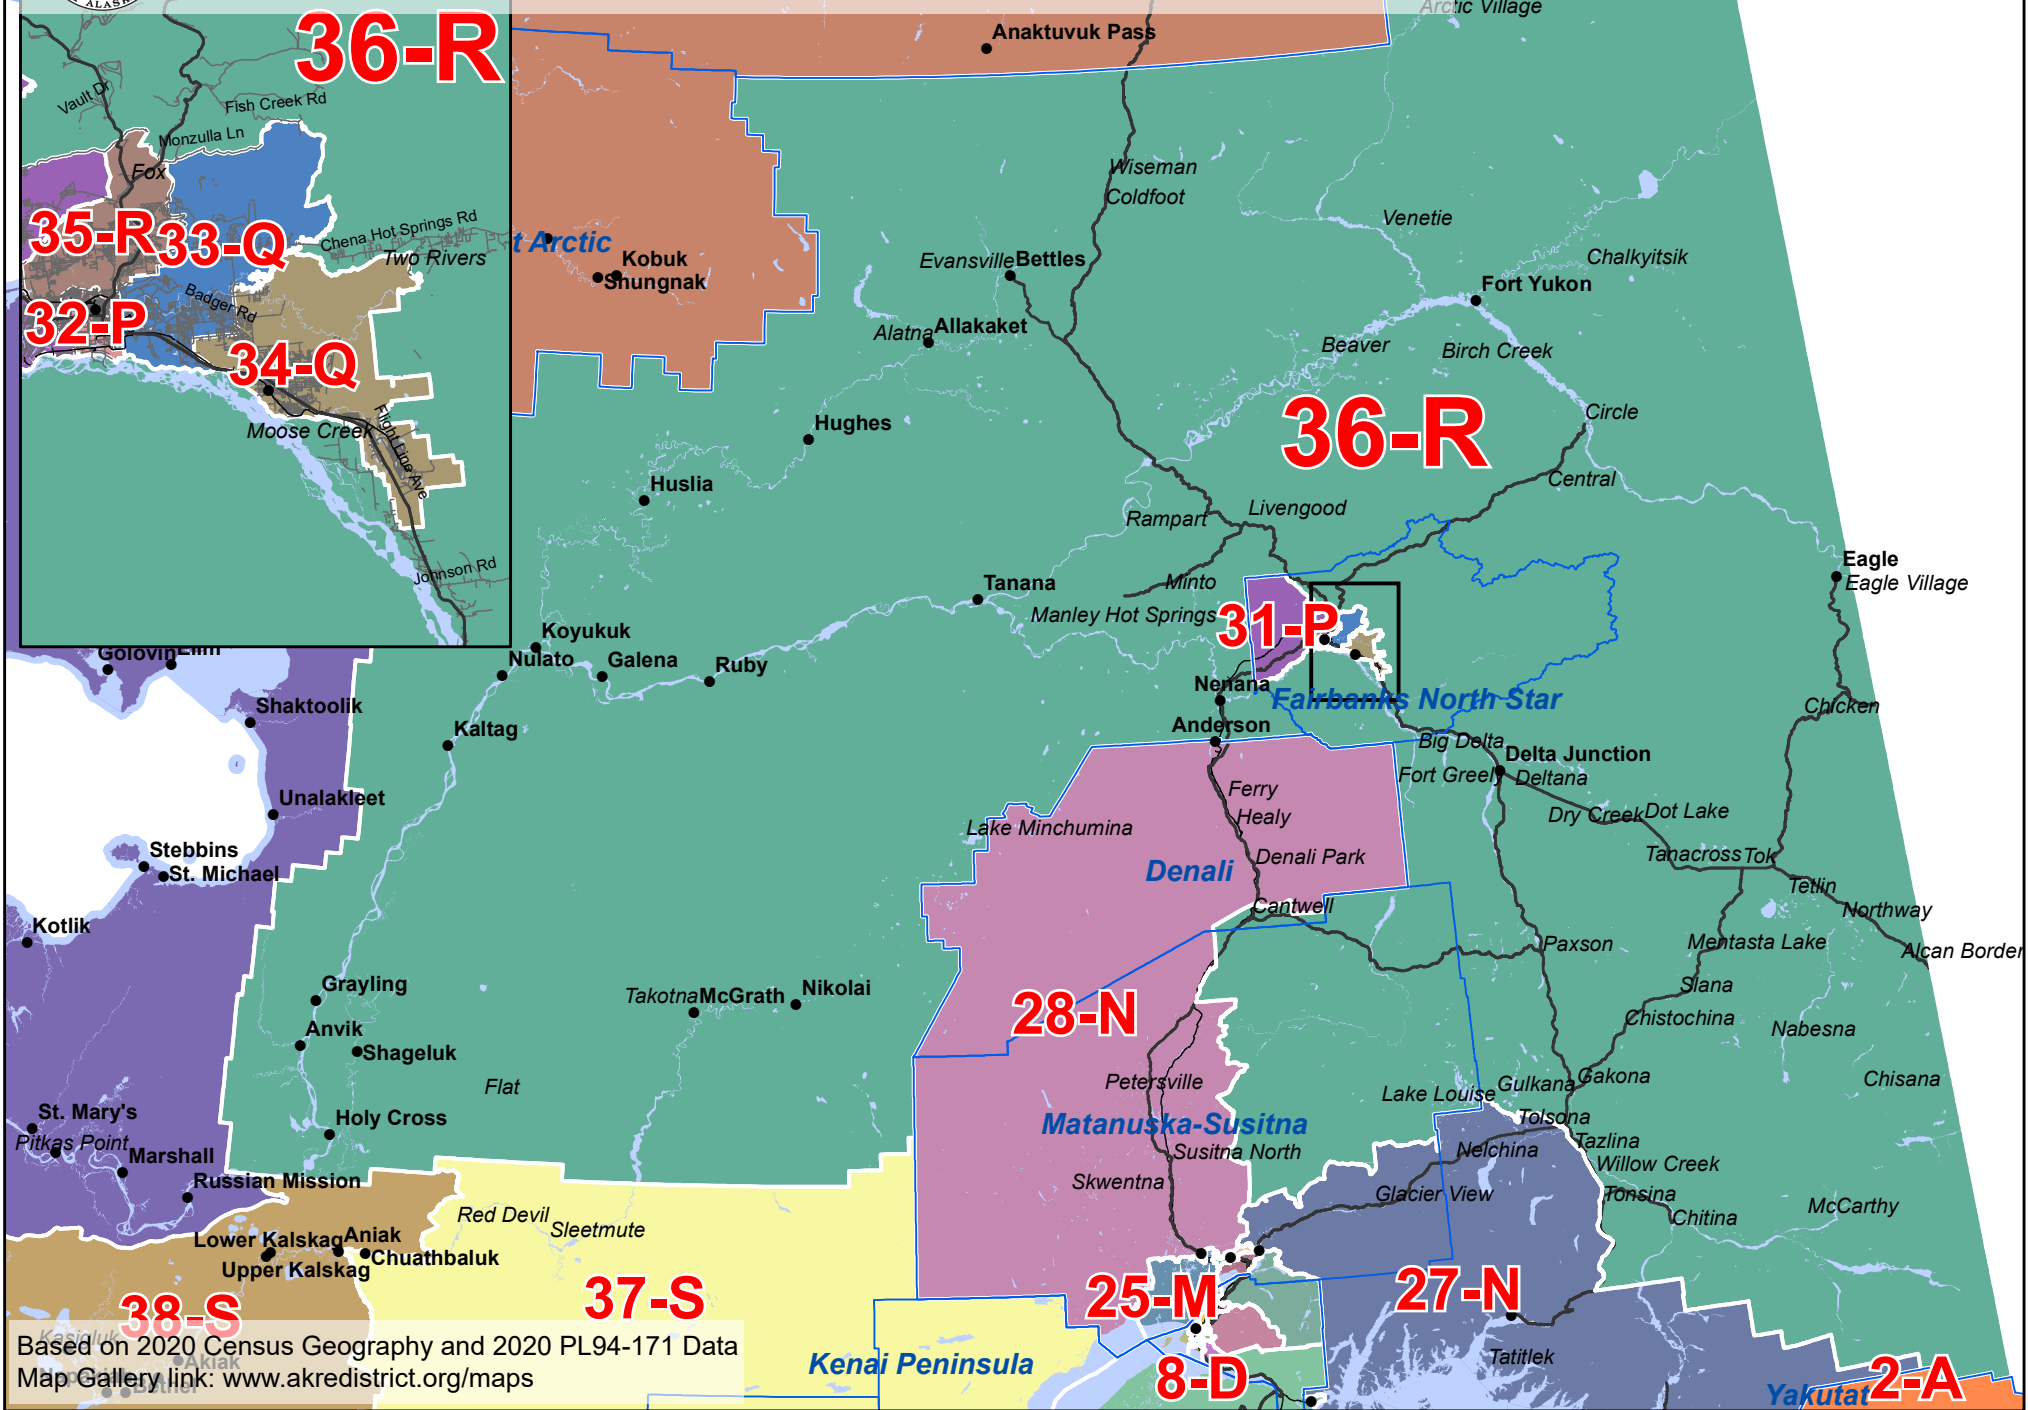 ALASKA
36-R
Vault Dr
Fish Creek Rd
Monzulla Ln
Fox
35-R
33-Q
Chena Hot Springs Rd
Two Rivers
Badger Rd
32-P
34-Q
Moose Creek
Flight Line Ave
Johnson Rd
Arctic Village
Anaktuvuk Pass
Wiseman
Coldfoot
Venetie
t Arctic
Kobuk
Shungnak
Evansville
Bettles
Chalkyitsik
Fort Yukon
Alatna
Allakaket
Beaver
Birch Creek
36-R
Circle
Hughes
Central
Huslia
Livengood
Rampart
Eagle
Eagle Village
Tanana
Minto
Manley Hot Springs
31-P
Koyukuk
Golovin
Elim
Nulato
Galena
Ruby
Nenana
Fairbanks North Star
Shaktoolik
Chicken
Kaltag
Anderson
Big Delta
Delta Junction
Fort Greely
Deltana
Unalakleet
Ferry
Healy
Dry Creek
Dot Lake
Lake Minchumina
Stebbins
St. Michael
Denali Park
Tanacross
Tok
Denali
Tetlin
Cantwell
Northway
Kotlik
Paxson
Mentasta Lake
Alcan Border
Grayling
Takotna
McGrath
Nikolai
Slana
28-N
Chistochina
Nabesna
Anvik
Shageluk
Flat
Petersville
Lake Louise
Gulkana
Gakona
Chisana
St. Mary's
Holy Cross
Matanuska-Susitna
Tolsona
Pitkas Point
Marshall
Susitna North
Nelchina
Tazlina
Willow Creek
Russian Mission
Skwentna
Glacier View
Tonsina
Chitina
McCarthy
Red Devil
Sleetmute
Lower Kalskag
Aniak
Chuathbaluk
Upper Kalskag
37-S
25-M
27-N
38-S
Kasigluk
Based on 2020 Census Geography and 2020 PL94-171 Data
Akiak
Map Gallery link: www.akredistrict.org/maps
Bethel
Kenai Peninsula
8-D
Tatitlek
Yakutat
2-A